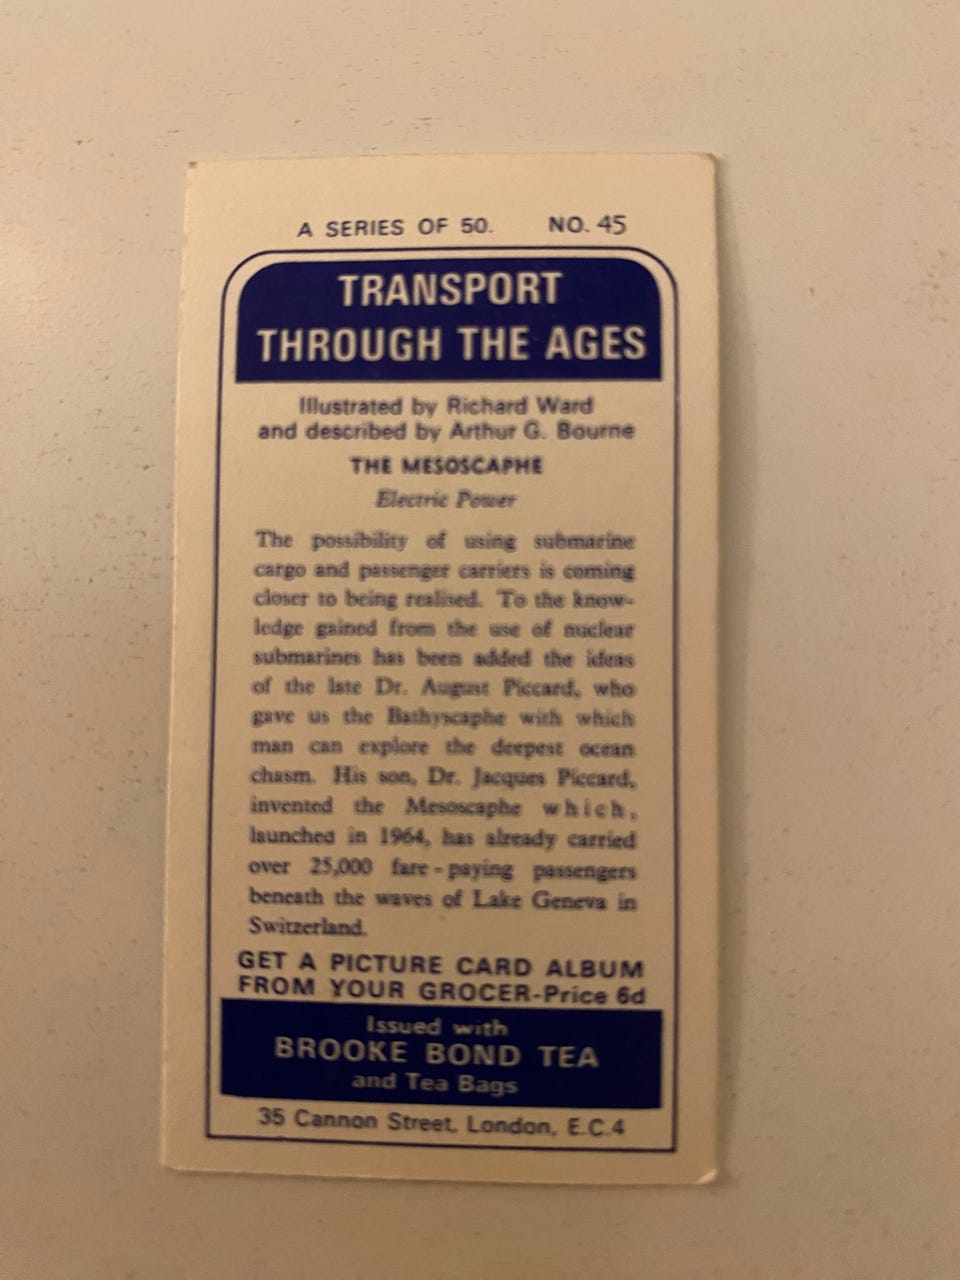 A SERIES OF 50. NO. 45
TRANSPORT
THROUGH THE AGES
Illustrated by Richard Ward
and described by Arthur G. Bourne
THE MESOSCAPHE
Electric Power
The possibility of using submarine
cargo and passenger carriers is coming
closer to being realised. To the know-
ledge gained from the use of nuclear
submarines has been added the ideas
of the late Dr. August Piccard, who
gave us the Bathyscaphe with which
man can explore the deepest ocean
chasm. His son, Dr. Jacques Piccard,
invented the Mesoscaphe which,
launched in 1964, has already carried
over 25,000 fare-paying passengers
beneath the waves of Lake Geneva in
Switzerland.
GET A PICTURE CARD ALBUM
FROM YOUR GROCER-Price 6d
Issued with
BROOKE BOND TEA
and Tea Bags
35 Cannon Street, London, E.C.4